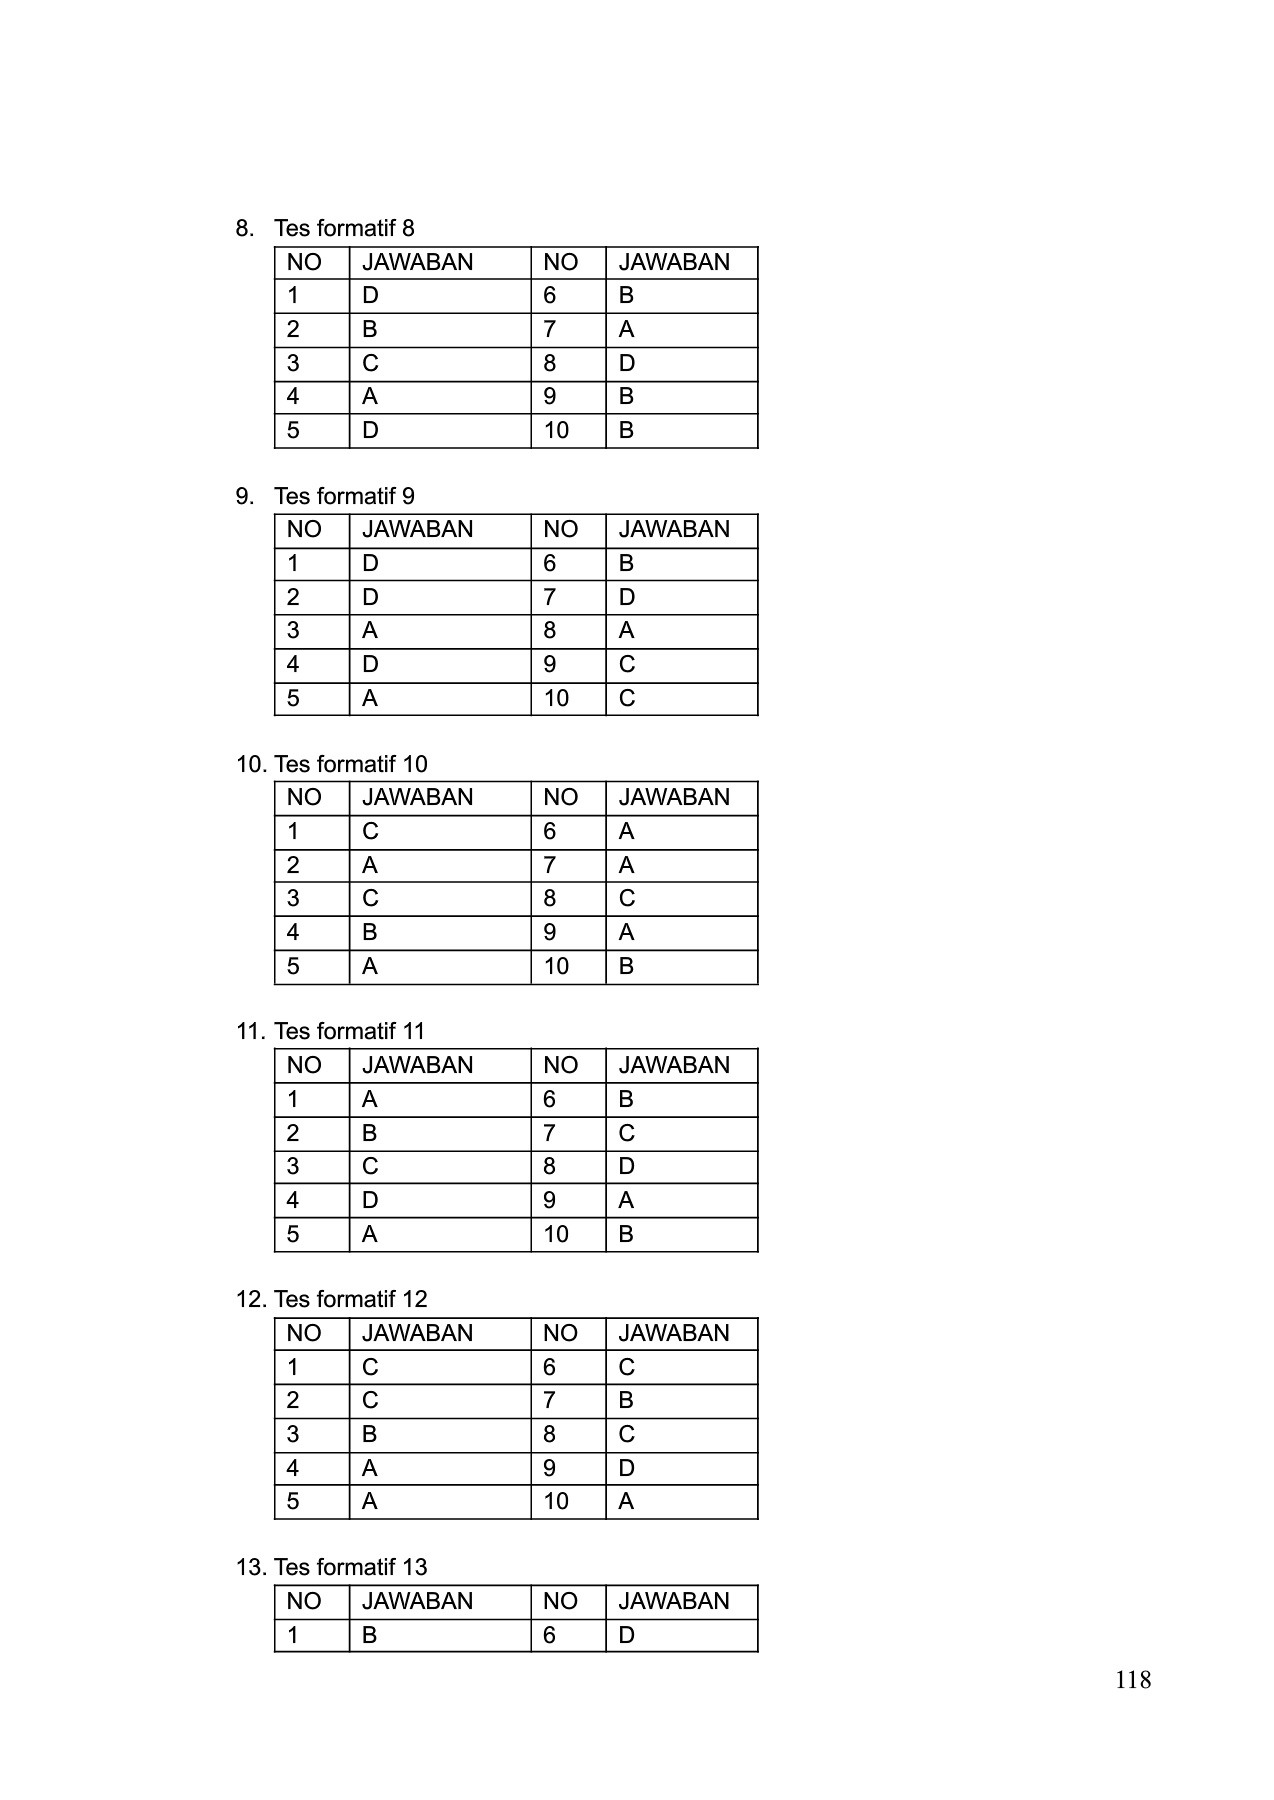 8. Tes formatif 8
NO JAWABAN NO JAWABAN
1 D 6 B
2 B 7 A
3 C 8 D
4 A 9 B
5 D 10 B
9. Tes formatif 9
NO JAWABAN NO JAWABAN
1 D 6 B
2 D 7 D
3 A 8 A
4 D 9 C
5 A 10 C
10. Tes formatif 10
NO JAWABAN NO JAWABAN
1 C 6 A
2 A 7 A
3 C 8 C
4 B 9 A
5 A 10 B
11. Tes formatif 11
NO JAWABAN NO JAWABAN
1 A 6 B
2 B 7 C
3 C 8 D
4 D 9 A
5 A 10 B
12. Tes formatif 12
NO JAWABAN NO JAWABAN
1 C 6 C
2 C 7 B
3 B 8 C
4 A 9 D
5 A 10 A
13. Tes formatif 13
NO JAWABAN NO JAWABAN
1 B 6 D
118